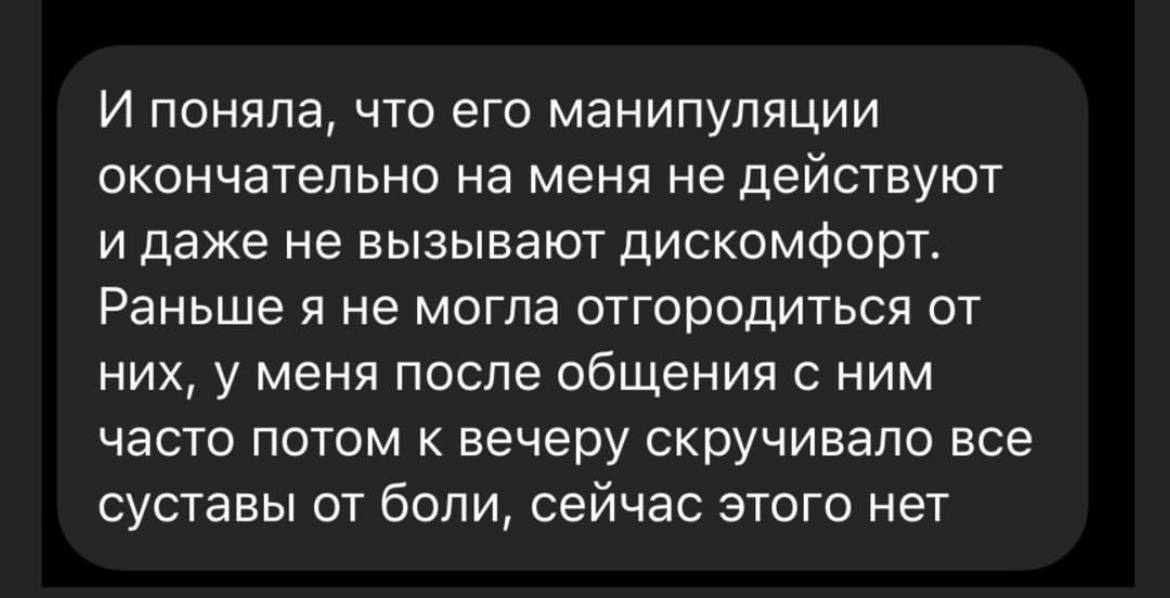 И поняла, что его манипуляции
окончательно на меня не действуют
и даже не вызывают дискомфорт.
Раньше я не могла отгородиться от
них, у меня после общения с ним
часто потом к вечеру скручивало все
суставы от боли, сейчас этого нет